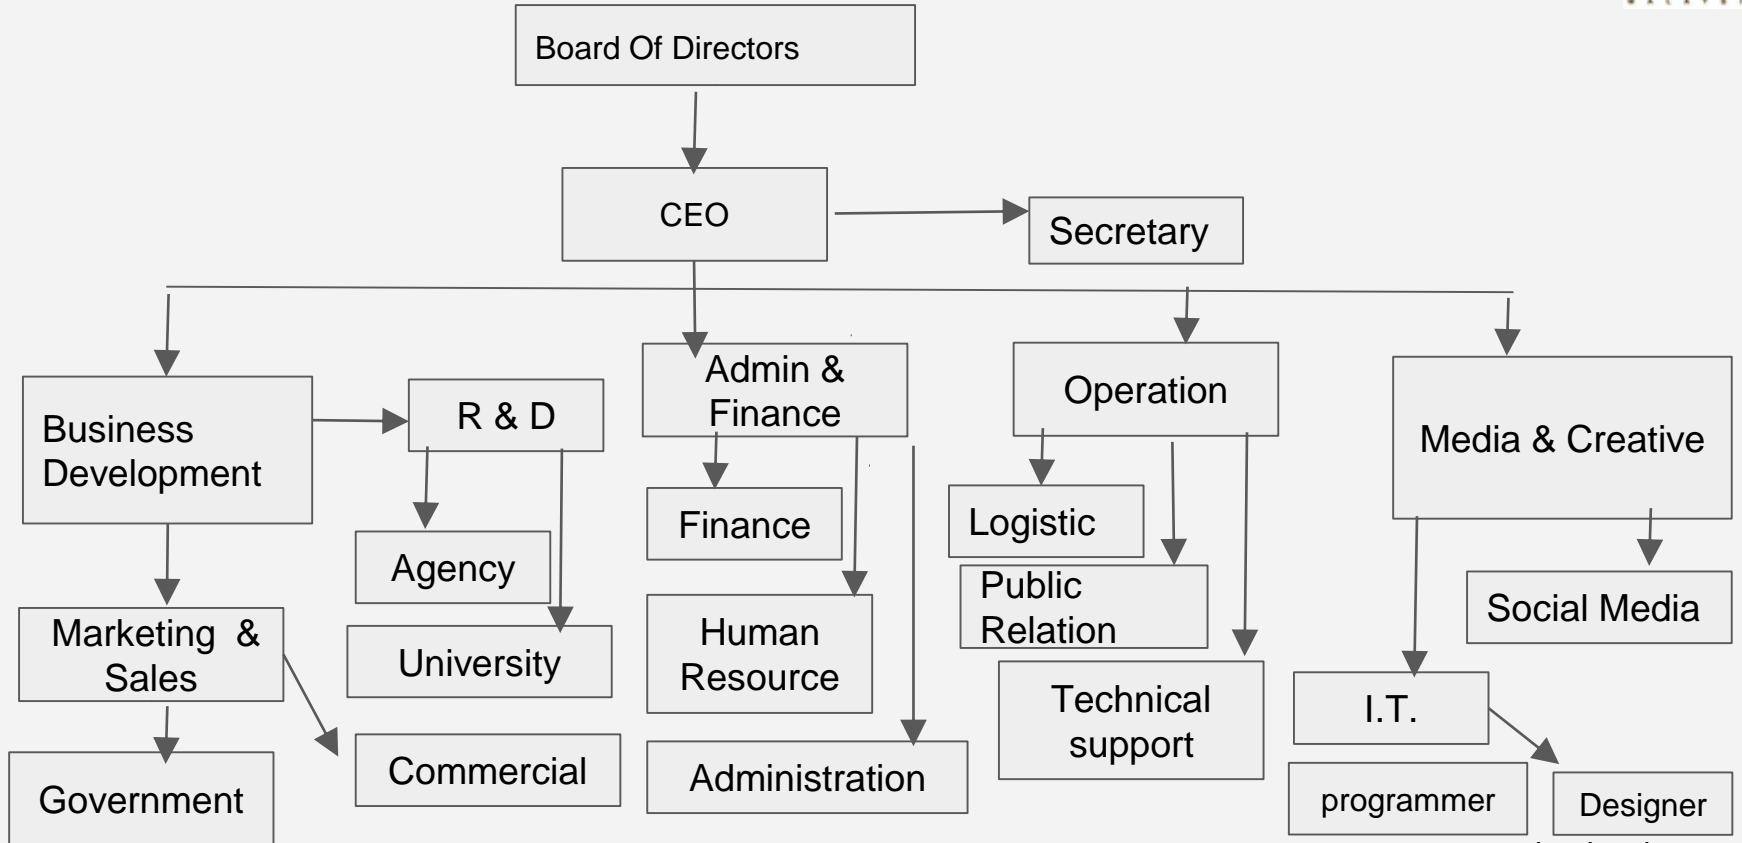 Board Of Directors
CEO
Secretary
Business
Development
R & D
Admin &
Finance
Operation
Media & Creative
Agency
Finance
Logistic
Public
Relation
Social Media
Marketing & 
Sales
University
Human
Resource
Technical
support
I.T.
Government
Commercial
Administration
programmer
Designer